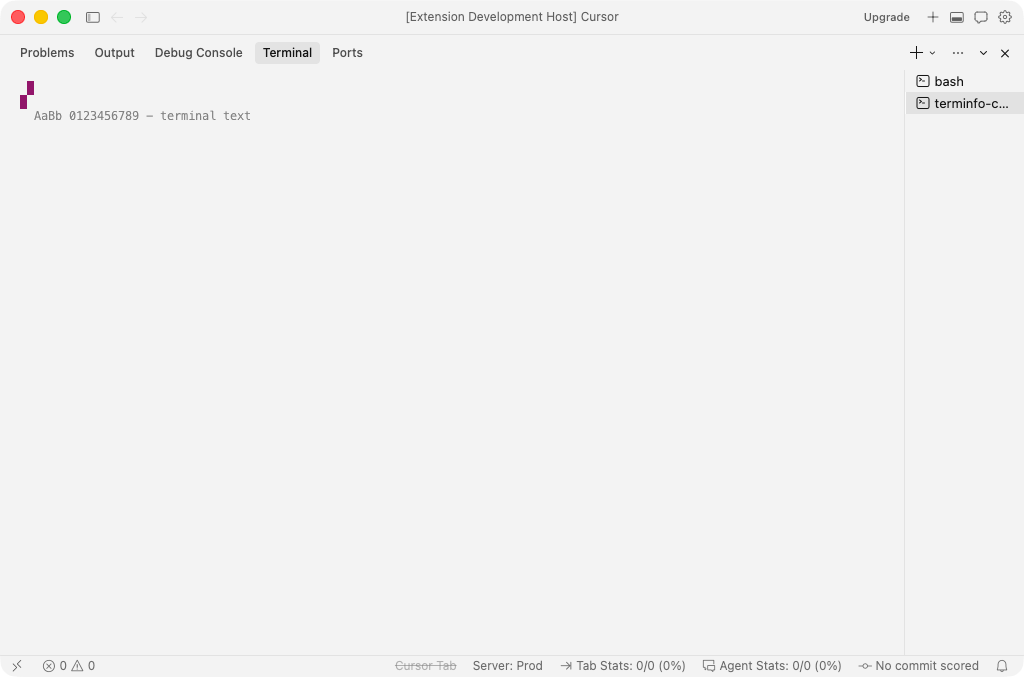 [Extension Development Host] Cursor
Upgrade
Problems Output Debug Console Terminal Ports
bash
terminfo-c...
AaBb 0123456789 — terminal text
0 0 Cursor Tab Server: Prod Tab Stats: 0/0 (0%) Agent Stats: 0/0 (0%) No commit scored